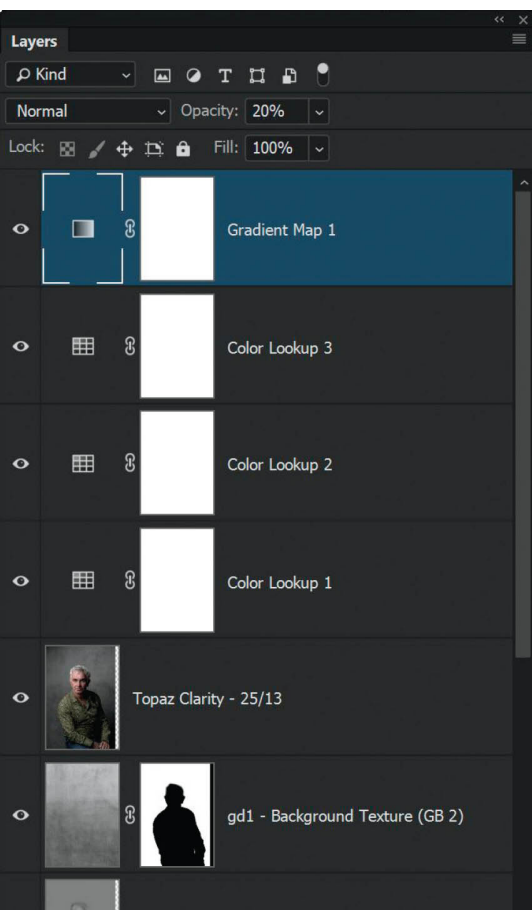 Layers
Kind
Normal Opacity: 20%
Lock: Fill: 100%
Gradient Map 1
Color Lookup 3
Color Lookup 2
Color Lookup 1
Topaz Clarity - 25/13
gd1 - Background Texture (GB 2)